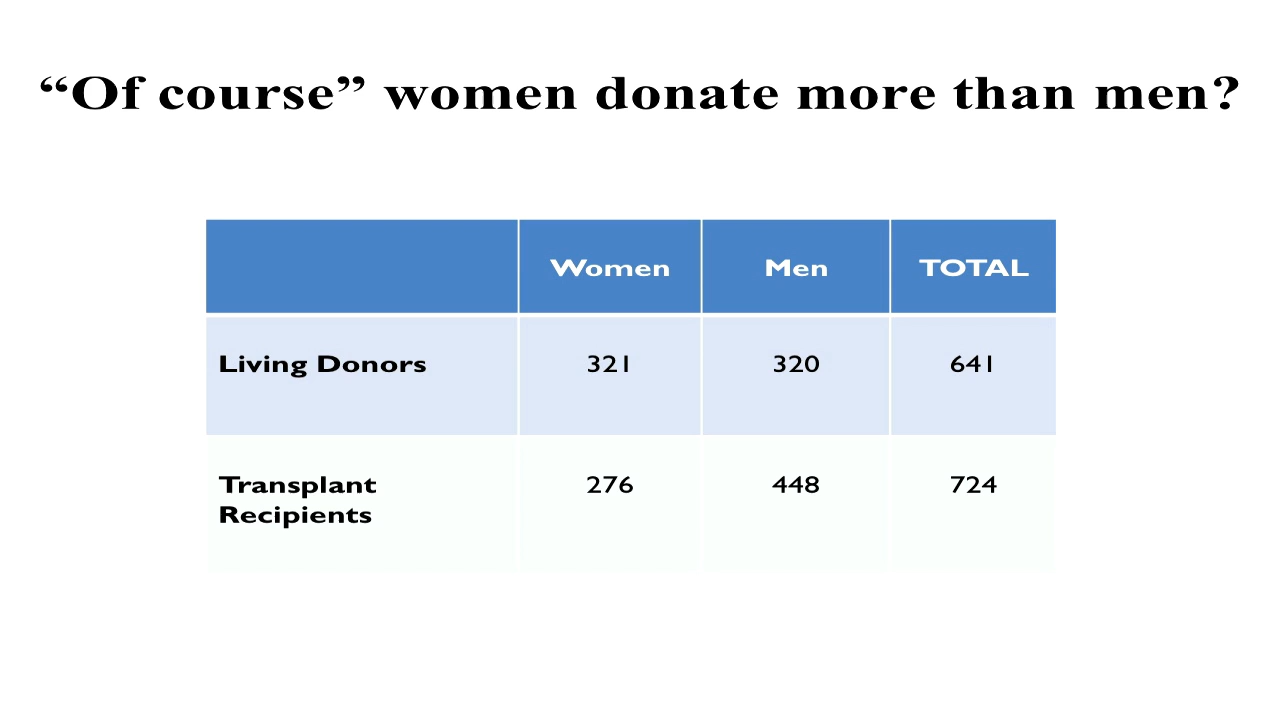 “Of course” women donate more than men?
Women Men TOTAL
Living Donors 321 320 641
Transplant 276 448 724
Recipients